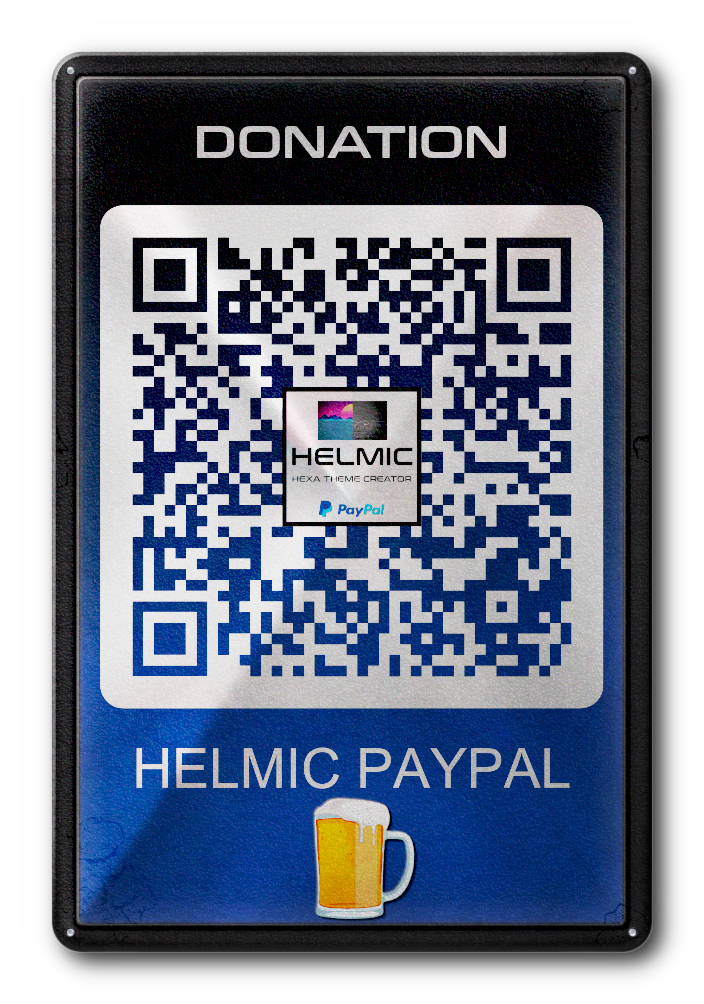 DONATION
HELMIC
HEXA THEME CREATOR
PayPal
HELMIC PAYPAL